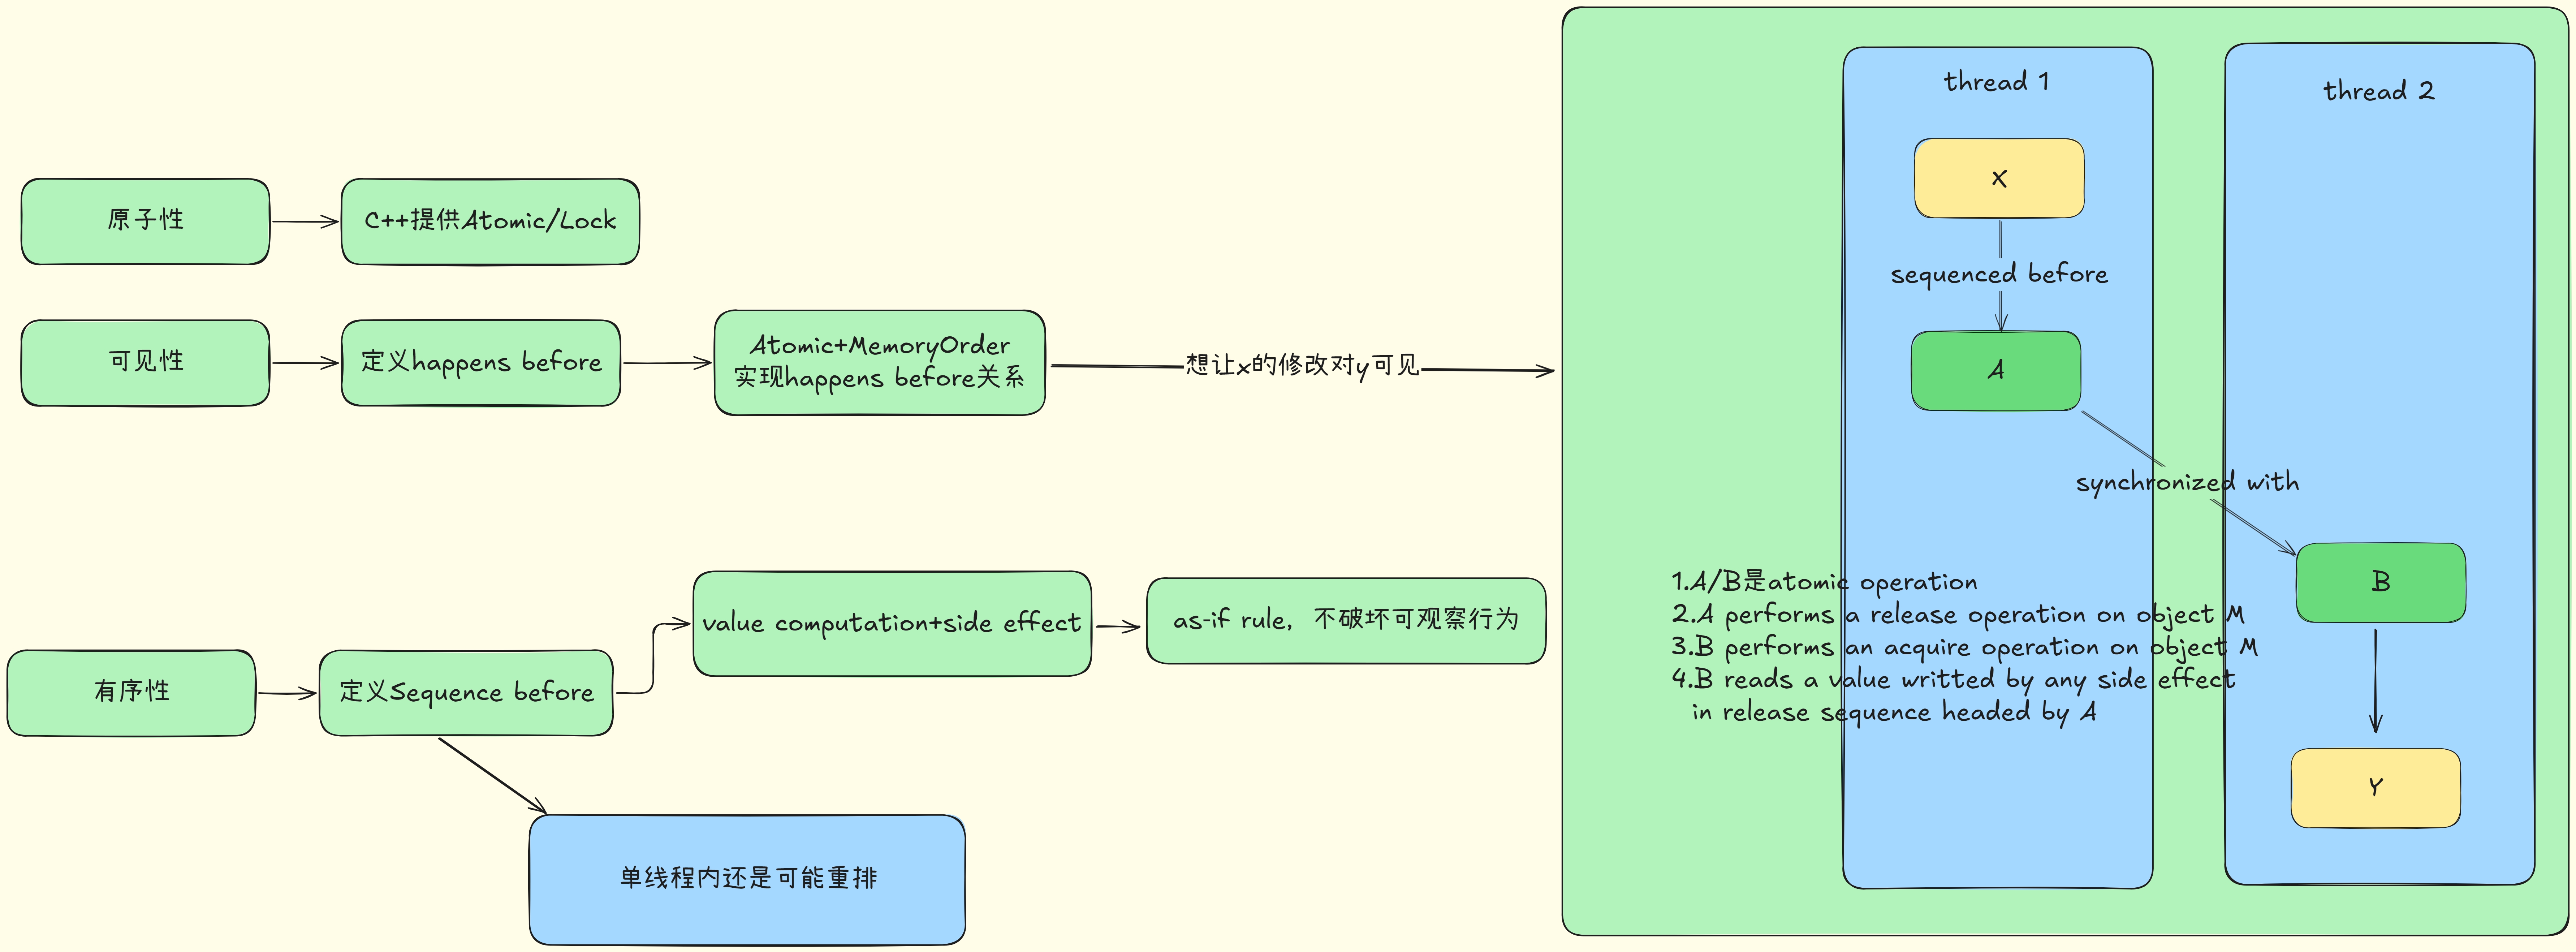 thread 1
thread 2
x
原子性
C++提供Atomic/Lock
sequenced before
可见性
定义happens before
Atomic+MemoryOrder
实现happens before关系
想让x的修改对y可见
A
synchronized with
B
1.A/B是atomic operation
2.A performs a release operation on object M
3.B performs an acquire operation on object M
4.B reads a value writted by any side effect
in release sequence headed by A
value computation+side effect
as-if rule，不破坏可观察行为
有序性
定义Sequence before
Y
单线程内还是可能重排